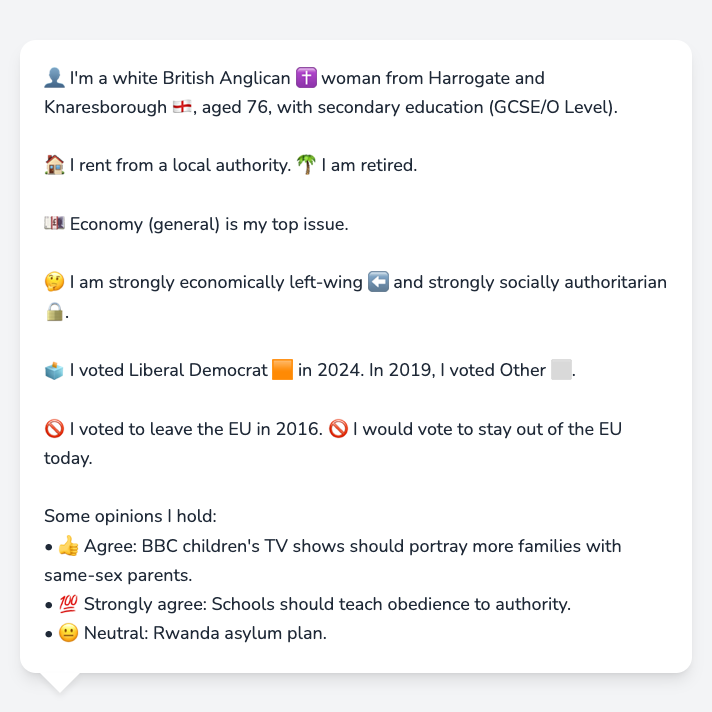 👤 I'm a white British Anglican ✝️ woman from Harrogate and
Knaresborough 🏴󠁧󠁢󠁥󠁮󠁧󠁿, aged 76, with secondary education (GCSE/O Level).
🏠 I rent from a local authority. 🌴 I am retired.
💷 Economy (general) is my top issue.
🤔 I am strongly economically left-wing ⬅️ and strongly socially authoritarian
🔒.
🗳️ I voted Liberal Democrat 🟧 in 2024. In 2019, I voted Other ⬜.
🚫 I voted to leave the EU in 2016. 🚫 I would vote to stay out of the EU
today.
Some opinions I hold:
• 👍 Agree: BBC children's TV shows should portray more families with
same-sex parents.
• 💯 Strongly agree: Schools should teach obedience to authority.
• 😐 Neutral: Rwanda asylum plan.